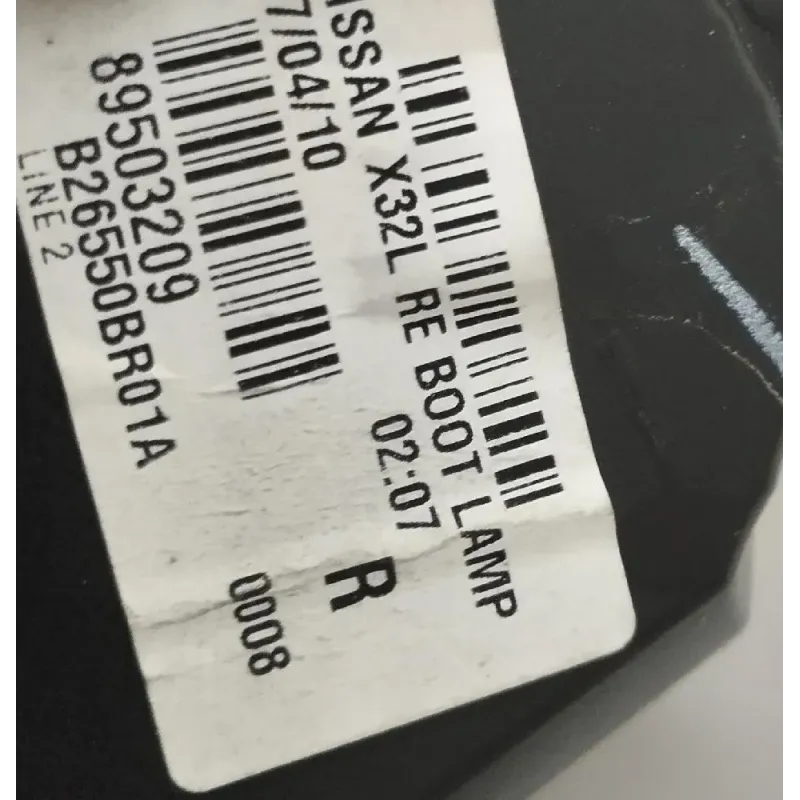 ISSAN X32L RE BOOT LAMP
7/04/10
02:07
R
89503209
B26550BR01A
LINE 2
0008